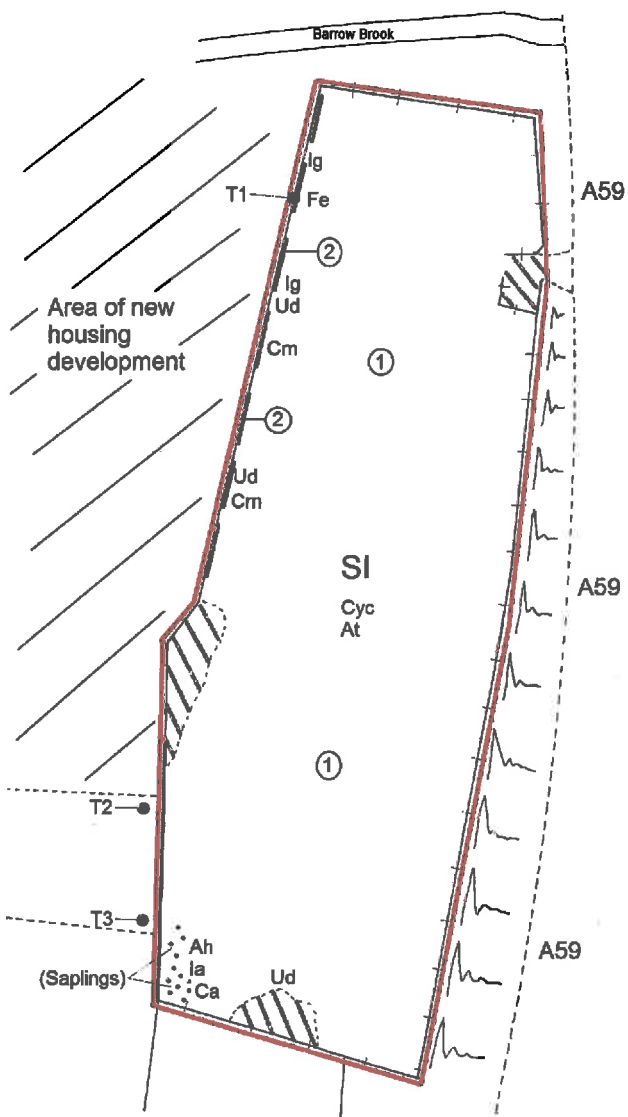 Barrow Brook
Ig
T1
Fe
A59
2
Ig
Ud
Area of new
housing
development
Cm
1
2
Ud
Cm
SI
Cyc
At
A59
1
T2
T3
Ah
Ia
(Saplings)
Ca
Ud
A59